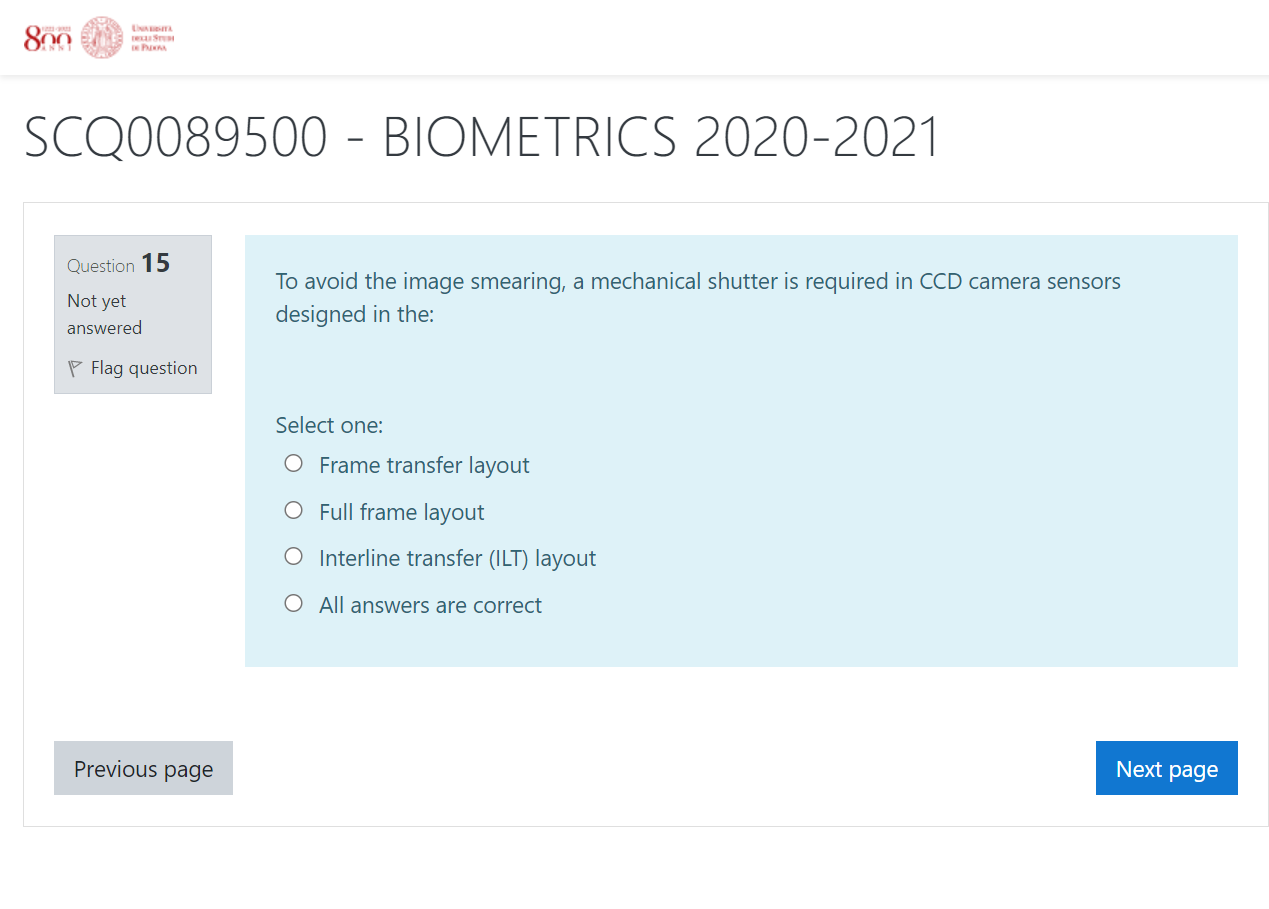 800
1222-2022
ANNI
UNIVERSITÀ
DEGLI STUDI
DI PADOVA
SCQ0089500 - BIOMETRICS 2020-2021
Question 15
Not yet
answered
Flag question
To avoid the image smearing, a mechanical shutter is required in CCD camera sensors
designed in the:
Select one:
Frame transfer layout
Full frame layout
Interline transfer (ILT) layout
All answers are correct
Previous page
Next page